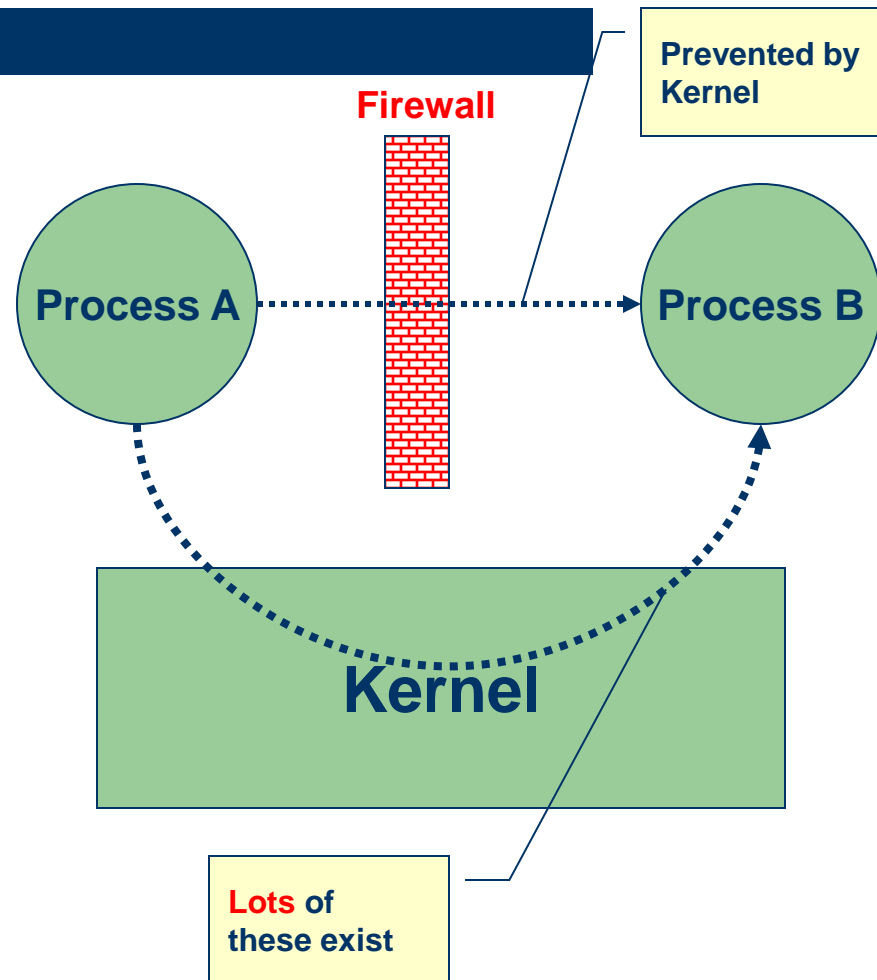 Prevented by
Kernel
Firewall
Process A
Process B
Kernel
Lots of
these exist